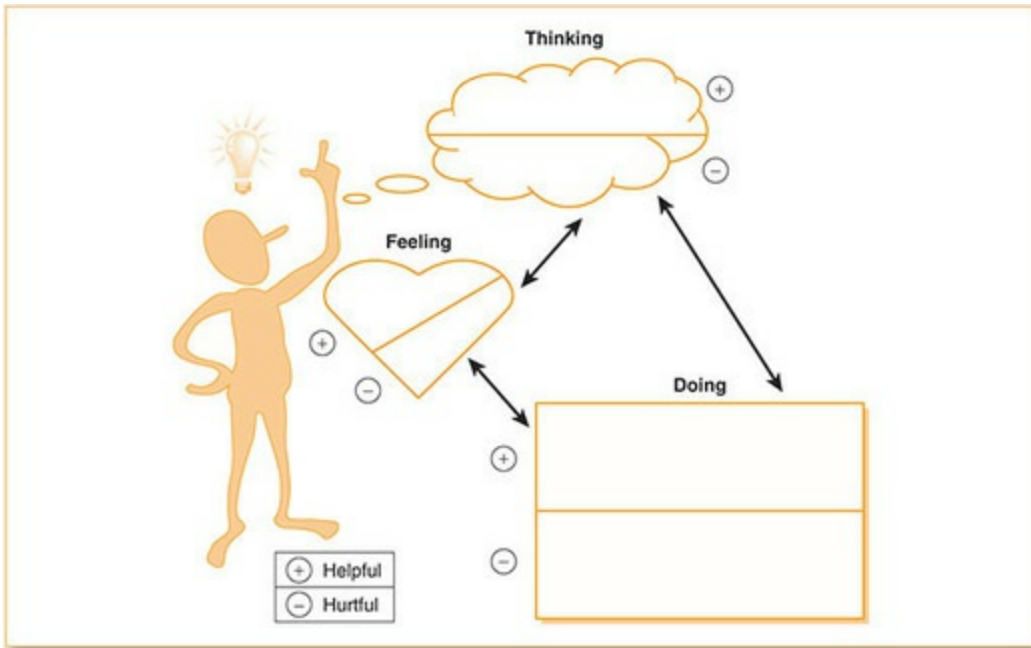 Thinking
+
−
Feeling
+
−
Doing
+
−
+ Helpful
− Hurtful